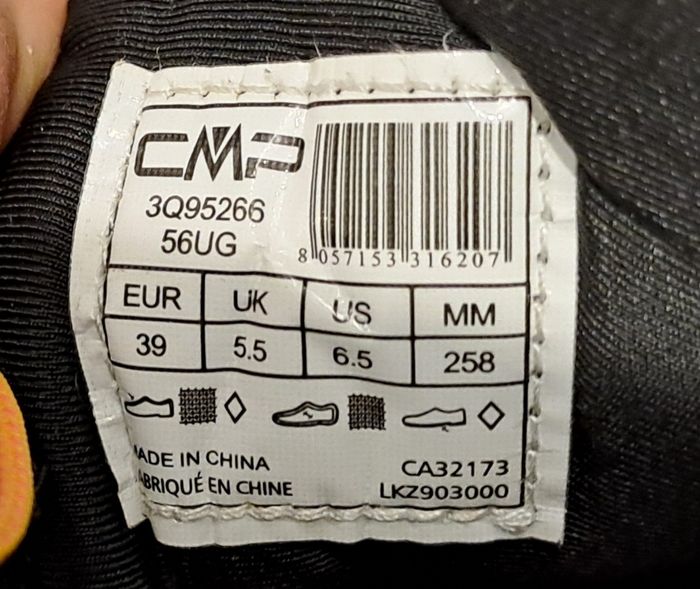 CMP
3Q95266
56UG
8 057153 316207
EUR UK US MM
39 5.5 6.5 258
MADE IN CHINA
FABRIQUÉ EN CHINE
CA32173
LKZ903000